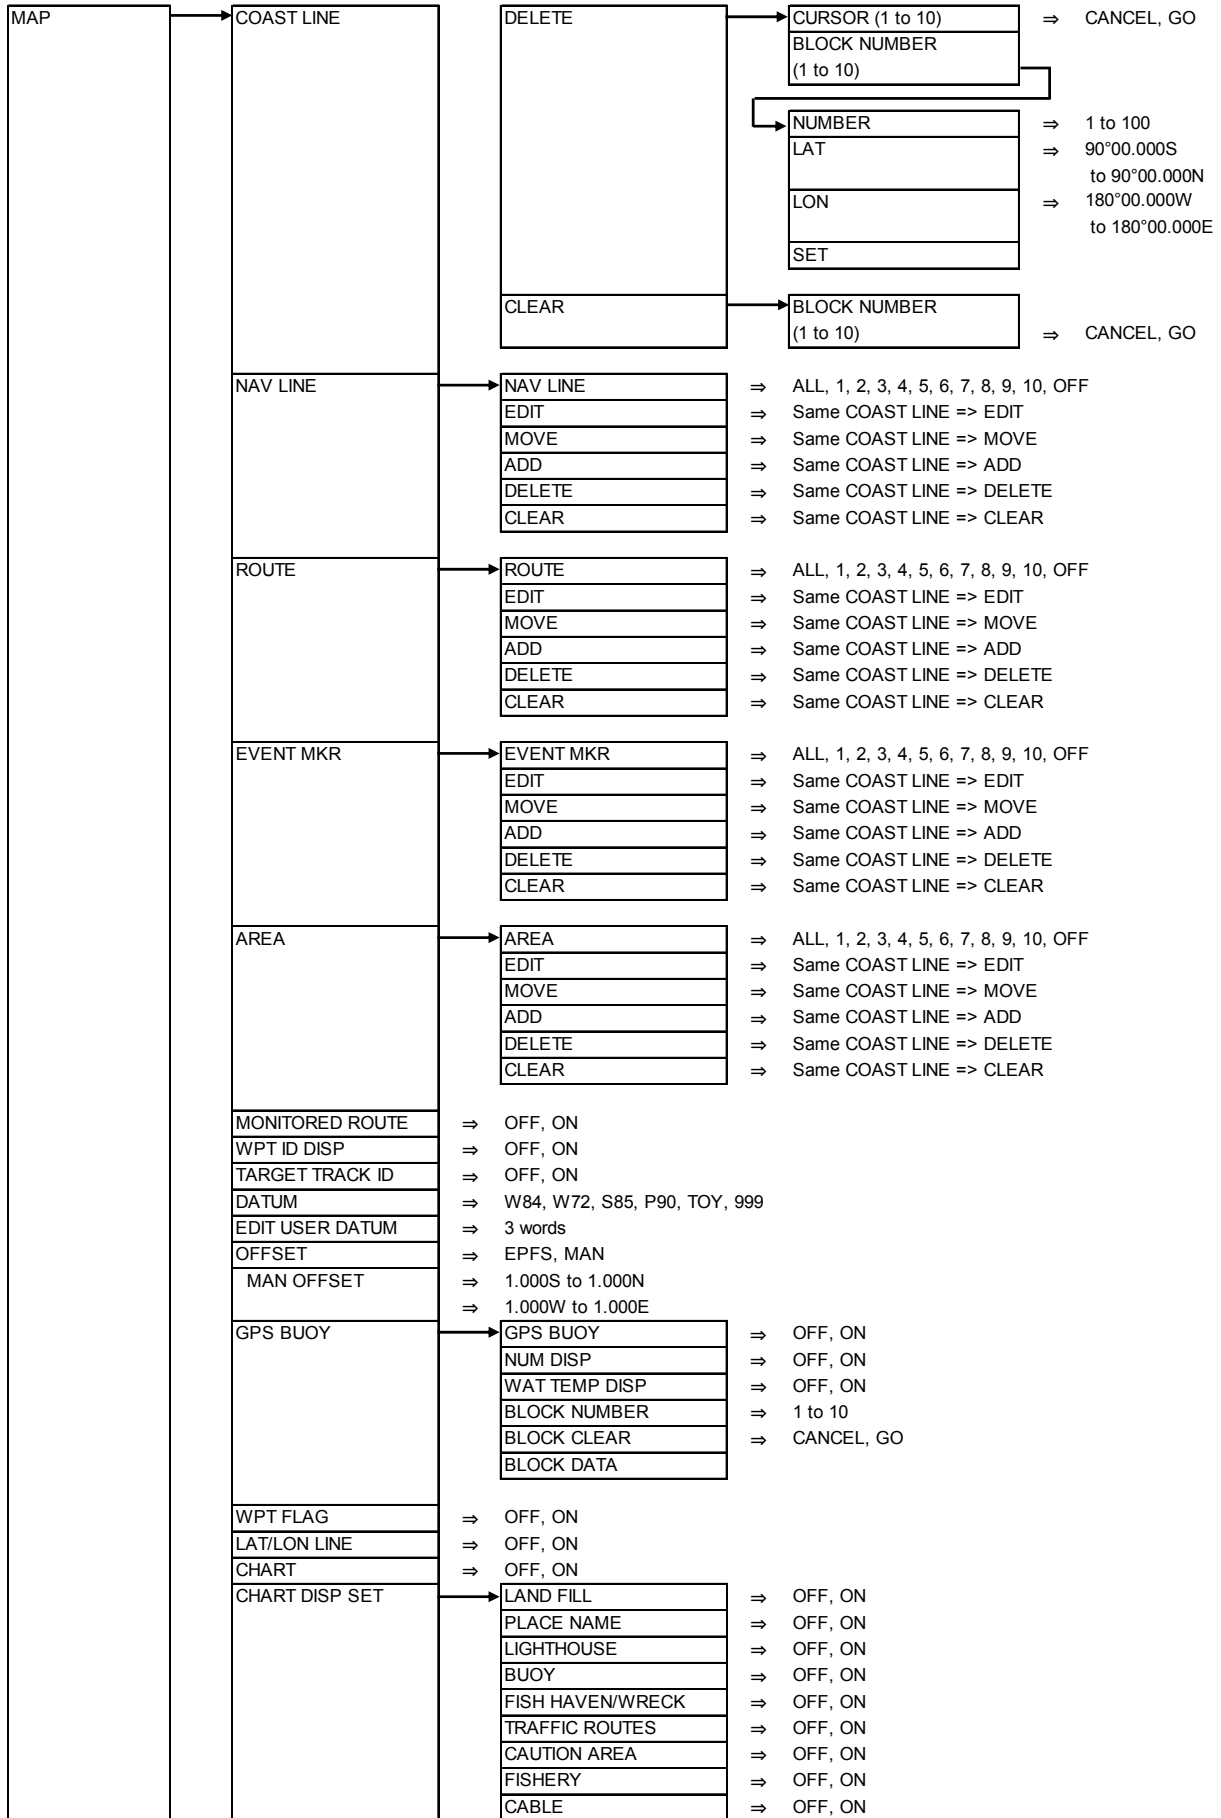 MAP COAST LINE DELETE CURSOR (1 to 10) ⇒ CANCEL, GO
BLOCK NUMBER
(1 to 10)
NUMBER ⇒ 1 to 100
LAT ⇒ 90°00.000S
to 90°00.000N
LON ⇒ 180°00.000W
to 180°00.000E
SET
CLEAR BLOCK NUMBER
(1 to 10) ⇒ CANCEL, GO
NAV LINE NAV LINE ⇒ ALL, 1, 2, 3, 4, 5, 6, 7, 8, 9, 10, OFF
EDIT ⇒ Same COAST LINE => EDIT
MOVE ⇒ Same COAST LINE => MOVE
ADD ⇒ Same COAST LINE => ADD
DELETE ⇒ Same COAST LINE => DELETE
CLEAR ⇒ Same COAST LINE => CLEAR
ROUTE ROUTE ⇒ ALL, 1, 2, 3, 4, 5, 6, 7, 8, 9, 10, OFF
EDIT ⇒ Same COAST LINE => EDIT
MOVE ⇒ Same COAST LINE => MOVE
ADD ⇒ Same COAST LINE => ADD
DELETE ⇒ Same COAST LINE => DELETE
CLEAR ⇒ Same COAST LINE => CLEAR
EVENT MKR EVENT MKR ⇒ ALL, 1, 2, 3, 4, 5, 6, 7, 8, 9, 10, OFF
EDIT ⇒ Same COAST LINE => EDIT
MOVE ⇒ Same COAST LINE => MOVE
ADD ⇒ Same COAST LINE => ADD
DELETE ⇒ Same COAST LINE => DELETE
CLEAR ⇒ Same COAST LINE => CLEAR
AREA AREA ⇒ ALL, 1, 2, 3, 4, 5, 6, 7, 8, 9, 10, OFF
EDIT ⇒ Same COAST LINE => EDIT
MOVE ⇒ Same COAST LINE => MOVE
ADD ⇒ Same COAST LINE => ADD
DELETE ⇒ Same COAST LINE => DELETE
CLEAR ⇒ Same COAST LINE => CLEAR
MONITORED ROUTE ⇒ OFF, ON
WPT ID DISP ⇒ OFF, ON
TARGET TRACK ID ⇒ OFF, ON
DATUM ⇒ W84, W72, S85, P90, TOY, 999
EDIT USER DATUM ⇒ 3 words
OFFSET ⇒ EPFS, MAN
MAN OFFSET ⇒ 1.000S to 1.000N
⇒ 1.000W to 1.000E
GPS BUOY GPS BUOY ⇒ OFF, ON
NUM DISP ⇒ OFF, ON
WAT TEMP DISP ⇒ OFF, ON
BLOCK NUMBER ⇒ 1 to 10
BLOCK CLEAR ⇒ CANCEL, GO
BLOCK DATA
WPT FLAG ⇒ OFF, ON
LAT/LON LINE ⇒ OFF, ON
CHART ⇒ OFF, ON
CHART DISP SET LAND FILL ⇒ OFF, ON
PLACE NAME ⇒ OFF, ON
LIGHTHOUSE ⇒ OFF, ON
BUOY ⇒ OFF, ON
FISH HAVEN/WRECK ⇒ OFF, ON
TRAFFIC ROUTES ⇒ OFF, ON
CAUTION AREA ⇒ OFF, ON
FISHERY ⇒ OFF, ON
CABLE ⇒ OFF, ON